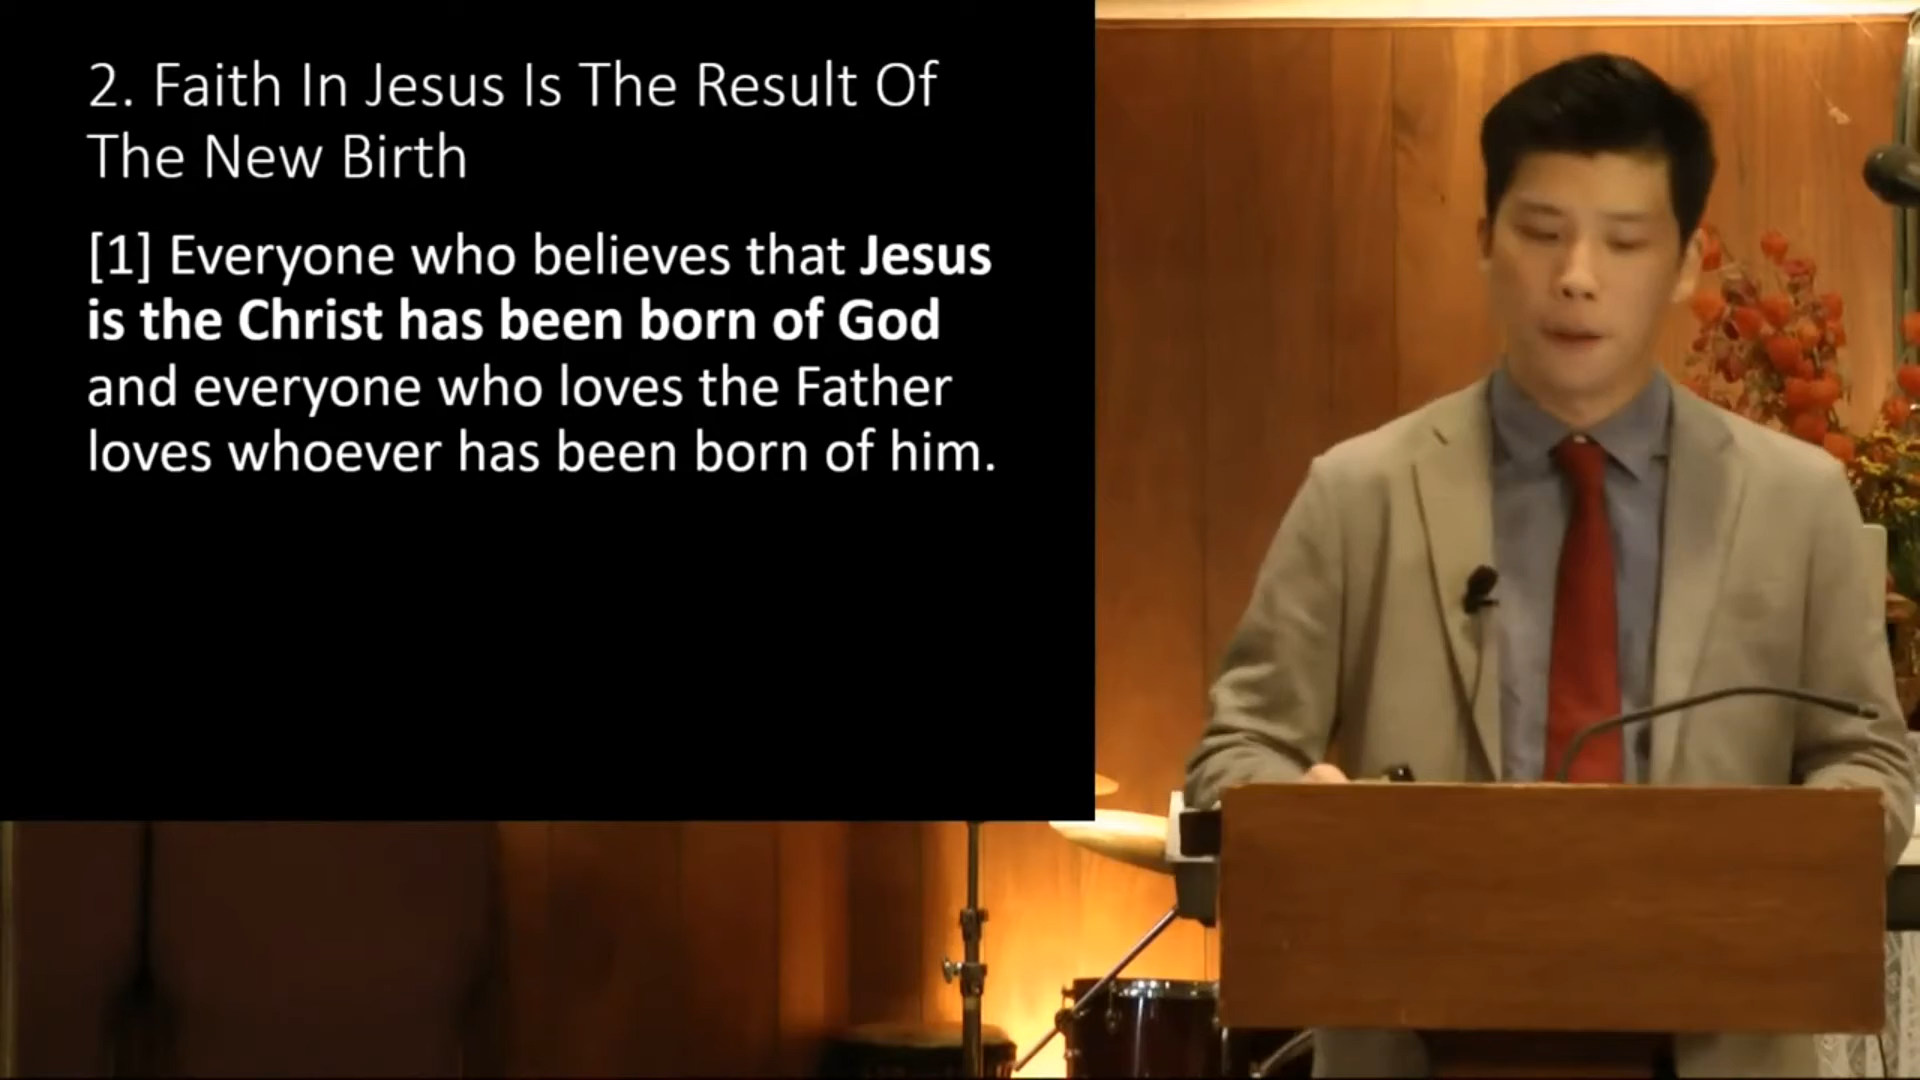 2. Faith In Jesus Is The Result Of
The New Birth
[1] Everyone who believes that Jesus
is the Christ has been born of God
and everyone who loves the Father
loves whoever has been born of him.